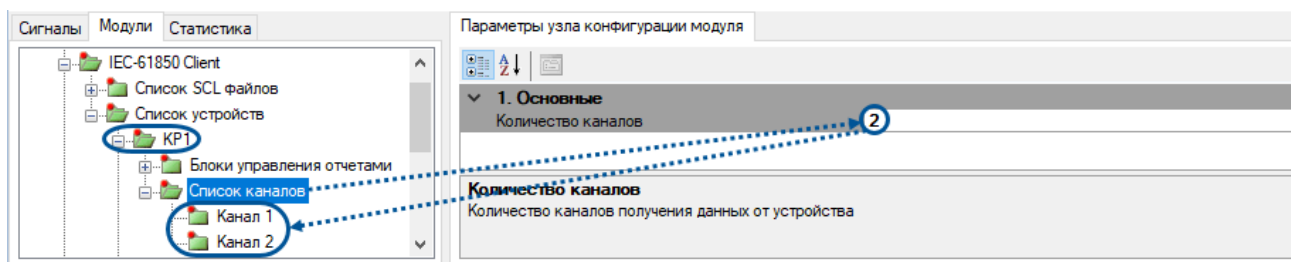 Сигналы Модули Статистика
IEC-61850 Client
Список SCL файлов
Список устройств
КР1
Блоки управления отчетами
Список каналов
Канал 1
Канал 2
Параметры узла конфигурации модуля
1. Основные
Количество каналов 2
Количество каналов
Количество каналов получения данных от устройства